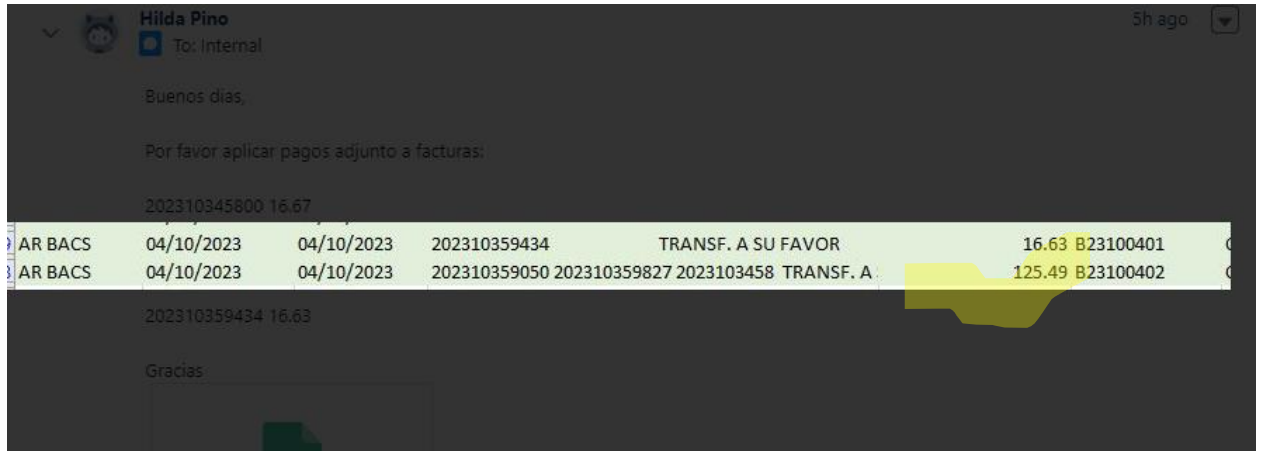 Hilda Pino
5h ago
To: Internal
Buenos dias,
Por favor aplicar pagos adjunto a facturas:
202310345800 16.67
AR BACS 04/10/2023 04/10/2023 202310359434 TRANSF. A SU FAVOR 16.63 B23100401
AR BACS 04/10/2023 04/10/2023 202310359050 202310359827 2023103458 TRANSF. A 125.49 B23100402
202310359434 16.63
Gracias